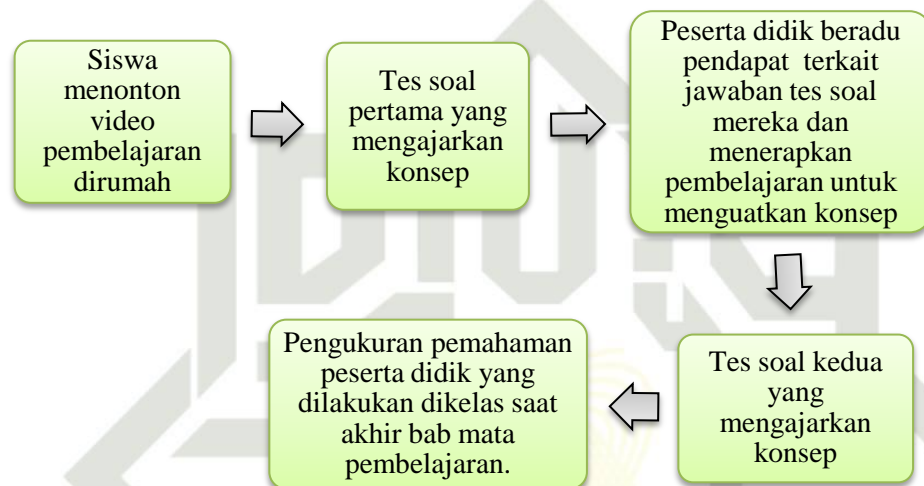 Siswa
menonton
video
pembelajaran
dirumah
Tes soal
pertama yang
mengajarkan
konsep
Peserta didik beradu
pendapat terkait
jawaban tes soal
mereka dan
menerapkan
pembelajaran untuk
menguatkan konsep
Tes soal kedua
yang
mengajarkan
konsep
Pengukuran pemahaman
peserta didik yang
dilakukan dikelas saat
akhir bab mata
pembelajaran.